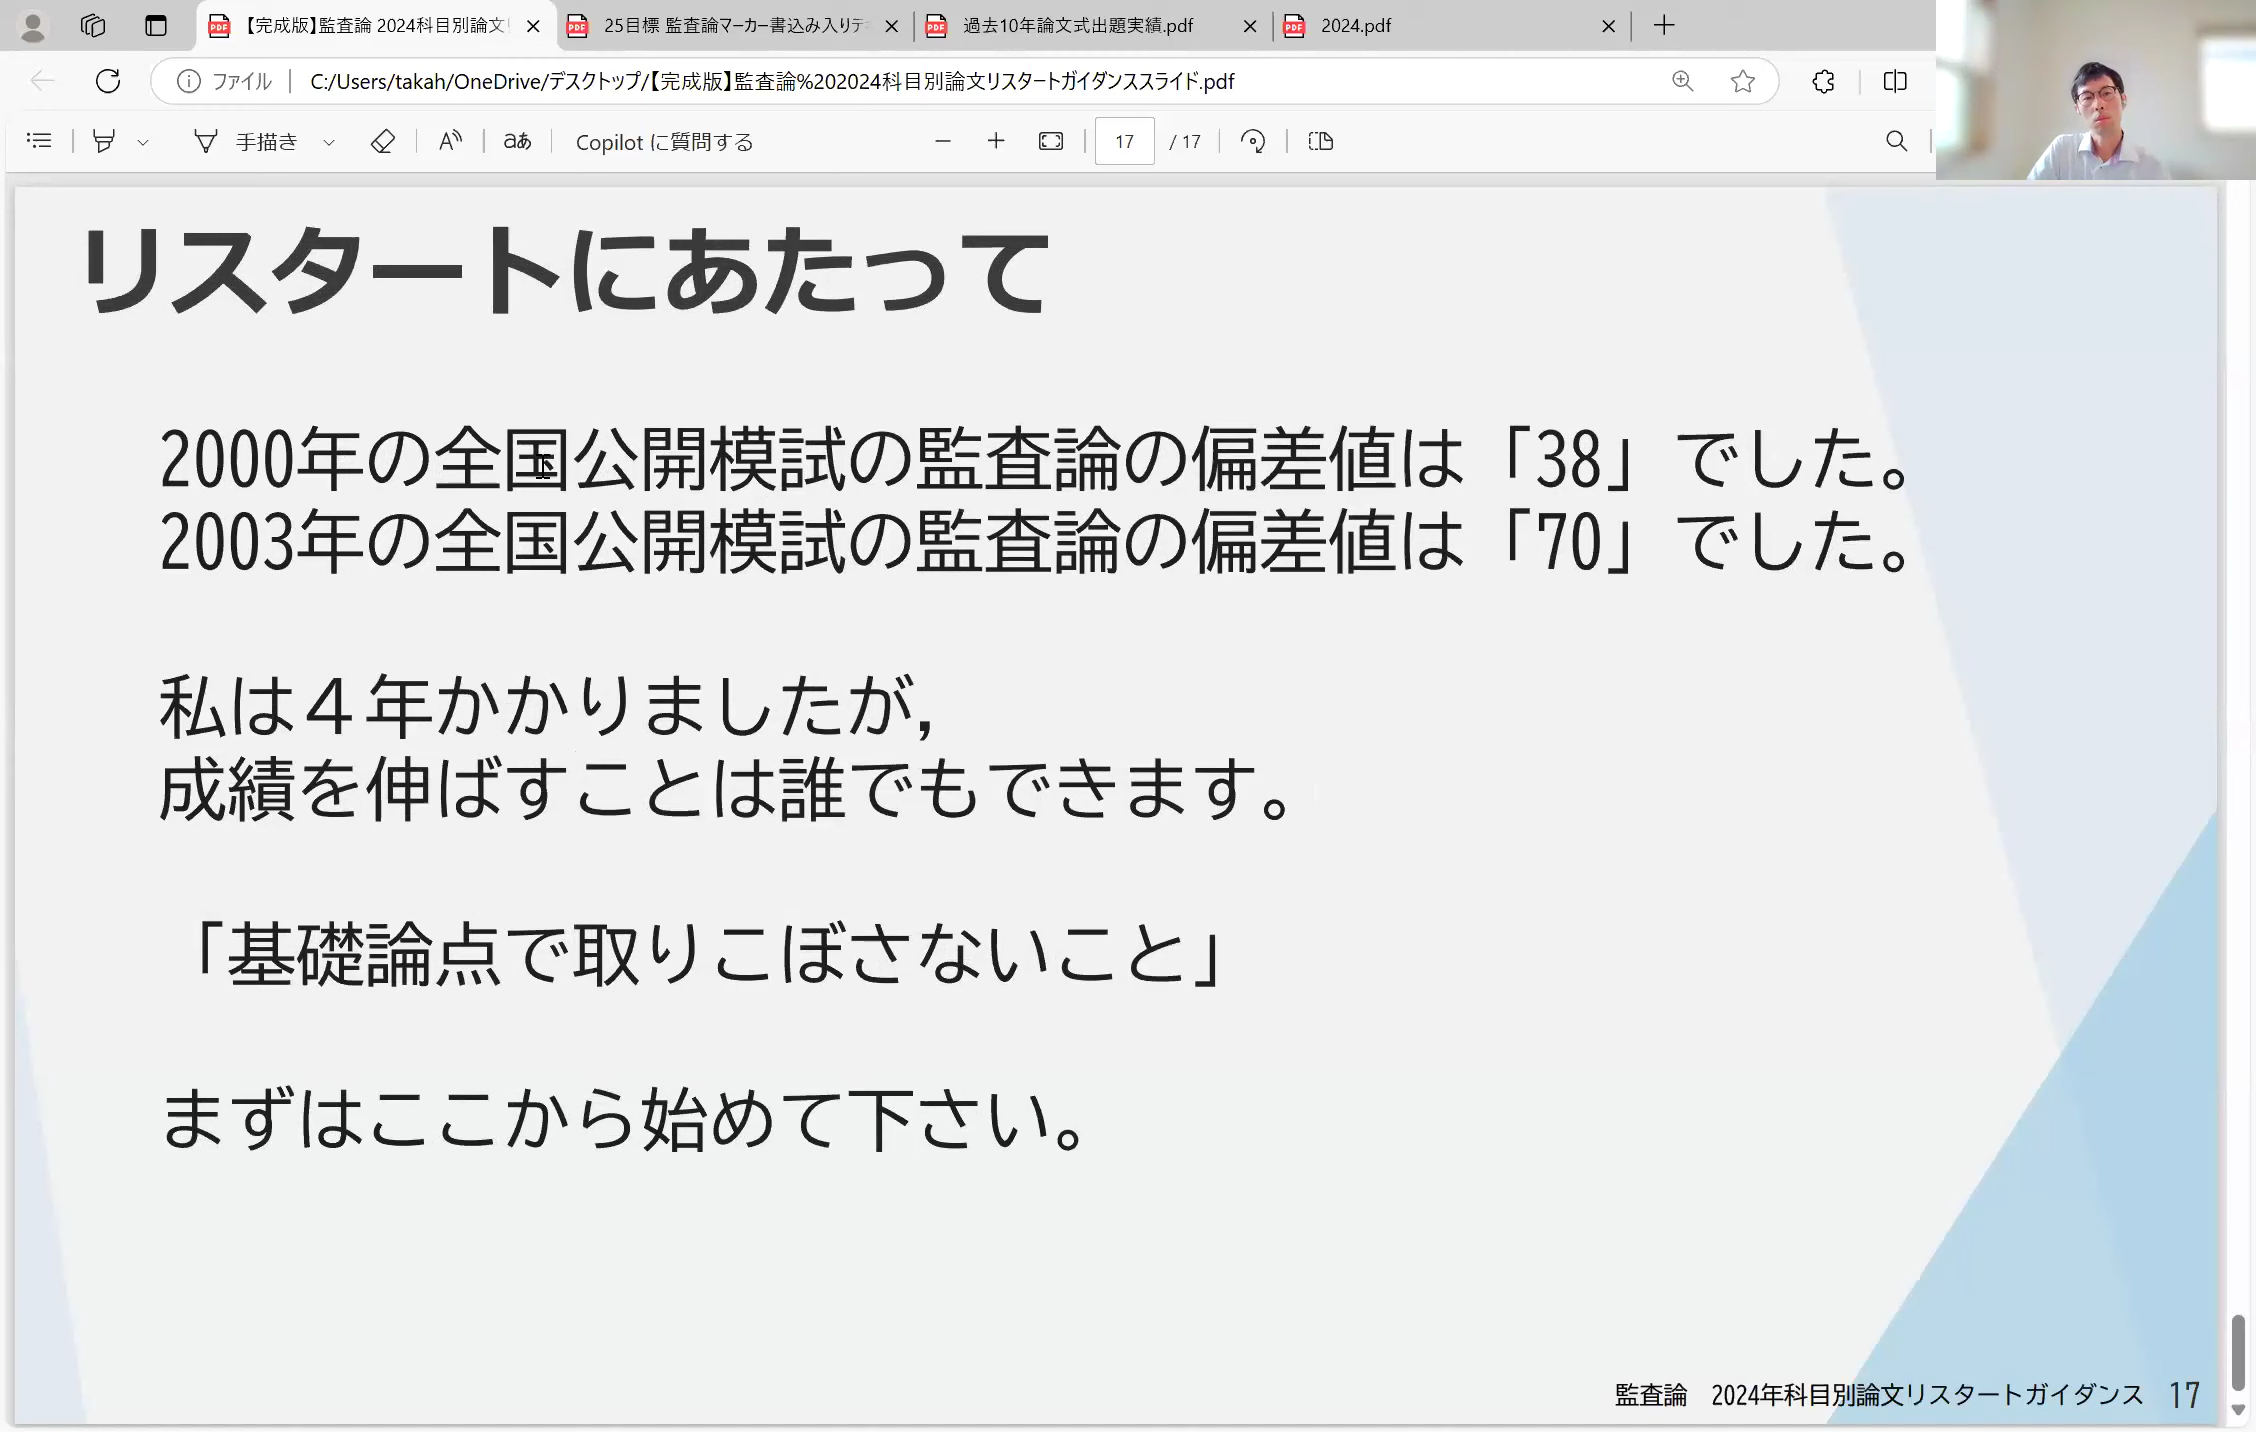 【完成版】監査論 2024科目別論文リ
25目標 監査論マーカー書込み入りテキ
過去10年論文式出題実績.pdf
2024.pdf
ファイル
C:/Users/takah/OneDrive/デスクトップ/【完成版】監査論%202024科目別論文リスタートガイダンススライド.pdf
手描き
aあ
Copilot に質問する
17
/ 17
リスタートにあたって
2000年の全国公開模試の監査論の偏差値は「38」でした。
2003年の全国公開模試の監査論の偏差値は「70」でした。
私は４年かかりましたが,
成績を伸ばすことは誰でもできます。
「基礎論点で取りこぼさないこと」
まずはここから始めて下さい。
監査論　2024年科目別論文リスタートガイダンス 17